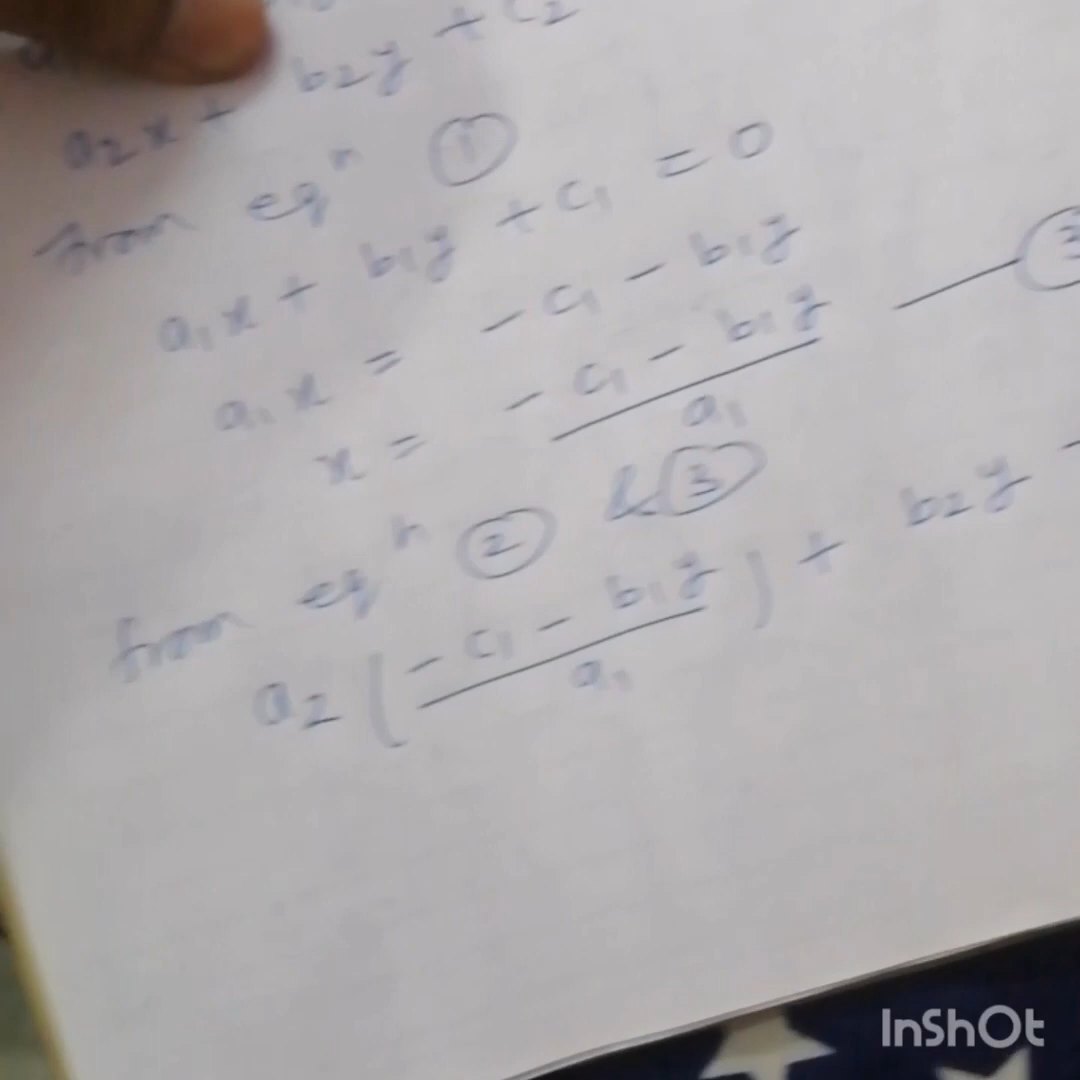 a₂x + b₂y + c₂
from eqⁿ ①
a₁x + b₁y + c₁ = 0
a₁x = - c₁ - b₁y
x = (- c₁ - b₁y) / a₁ — ③
from eqⁿ ② & ③
a₂ ( (- c₁ - b₁y) / a₁ ) + b₂y
InShOt